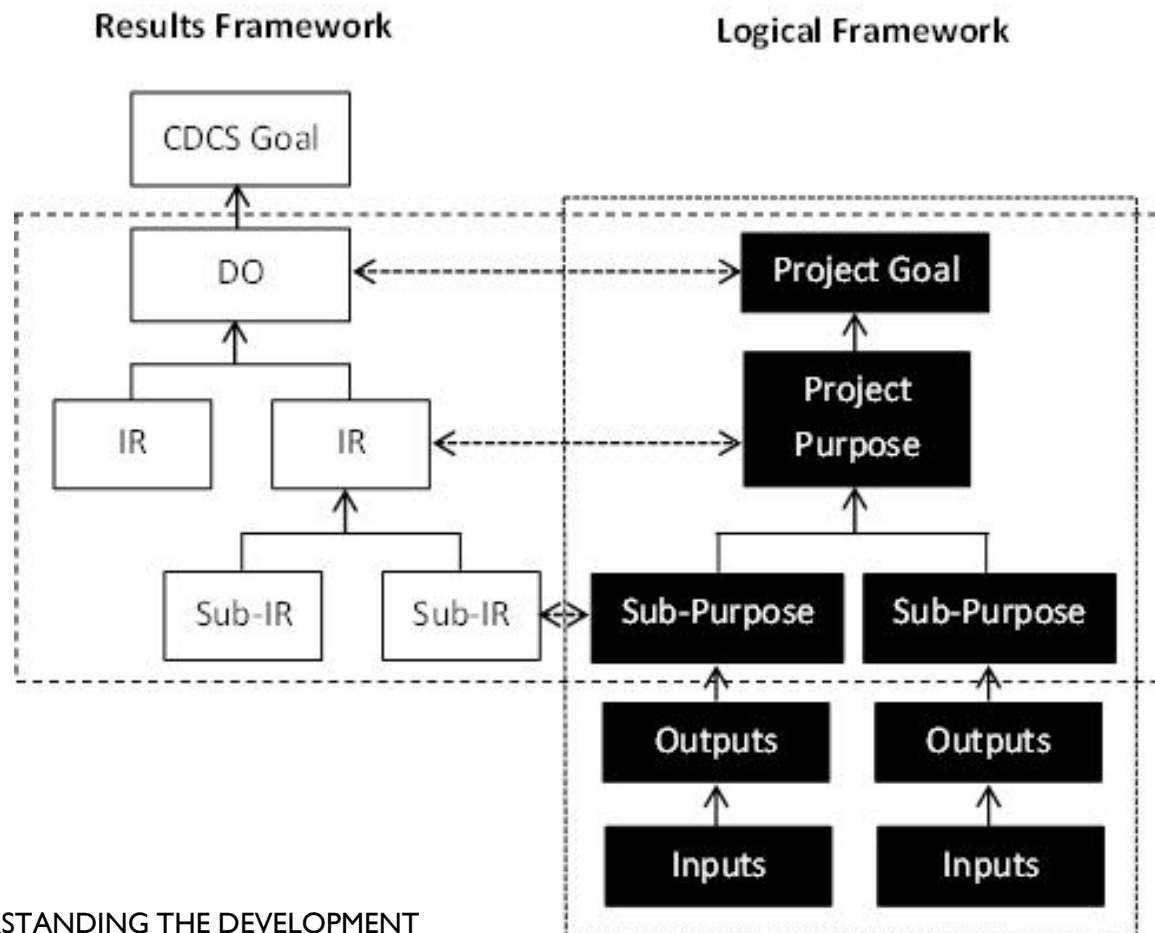 Results Framework
Logical Framework
CDCS Goal
DO
Project Goal
IR
IR
Project
Purpose
Sub-IR
Sub-IR
Sub-Purpose
Sub-Purpose
Outputs
Outputs
Inputs
Inputs
THE DEVELOPMENT